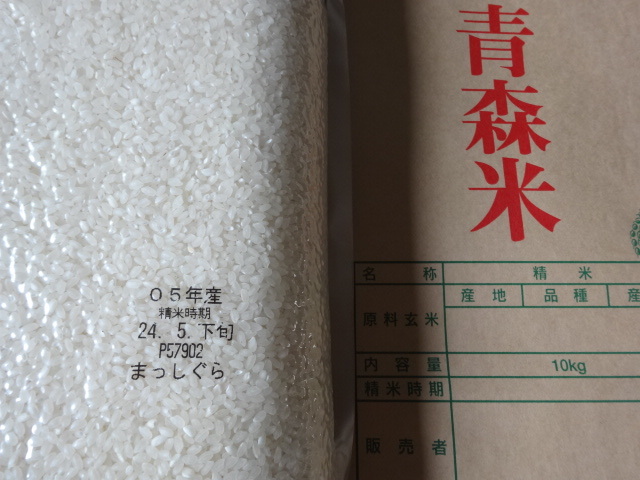 ０５年産
精米時期
24. 5. 下旬
P57902
まっしぐら
青森米
名 称
精 米
原料玄米
産 地
品 種
産
内 容 量
10kg
精米時期
販 売 者